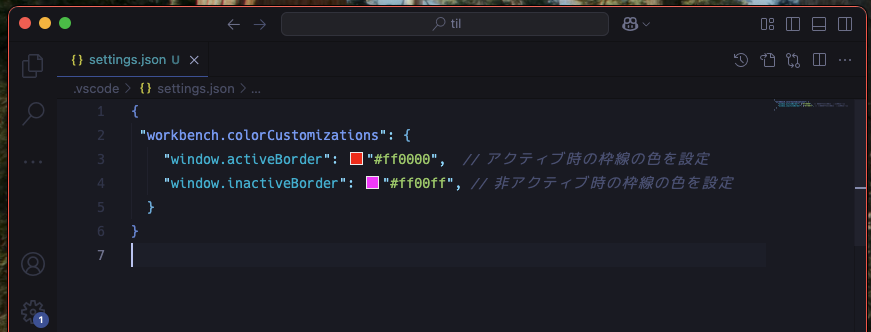 til
{} settings.json U ×
.vscode > {} settings.json > ...
1 {
2 "workbench.colorCustomizations": {
3 "window.activeBorder": "#ff0000", // アクティブ時の枠線の色を設定
4 "window.inactiveBorder": "#ff00ff", // 非アクティブ時の枠線の色を設定
5 }
6 }
7
1